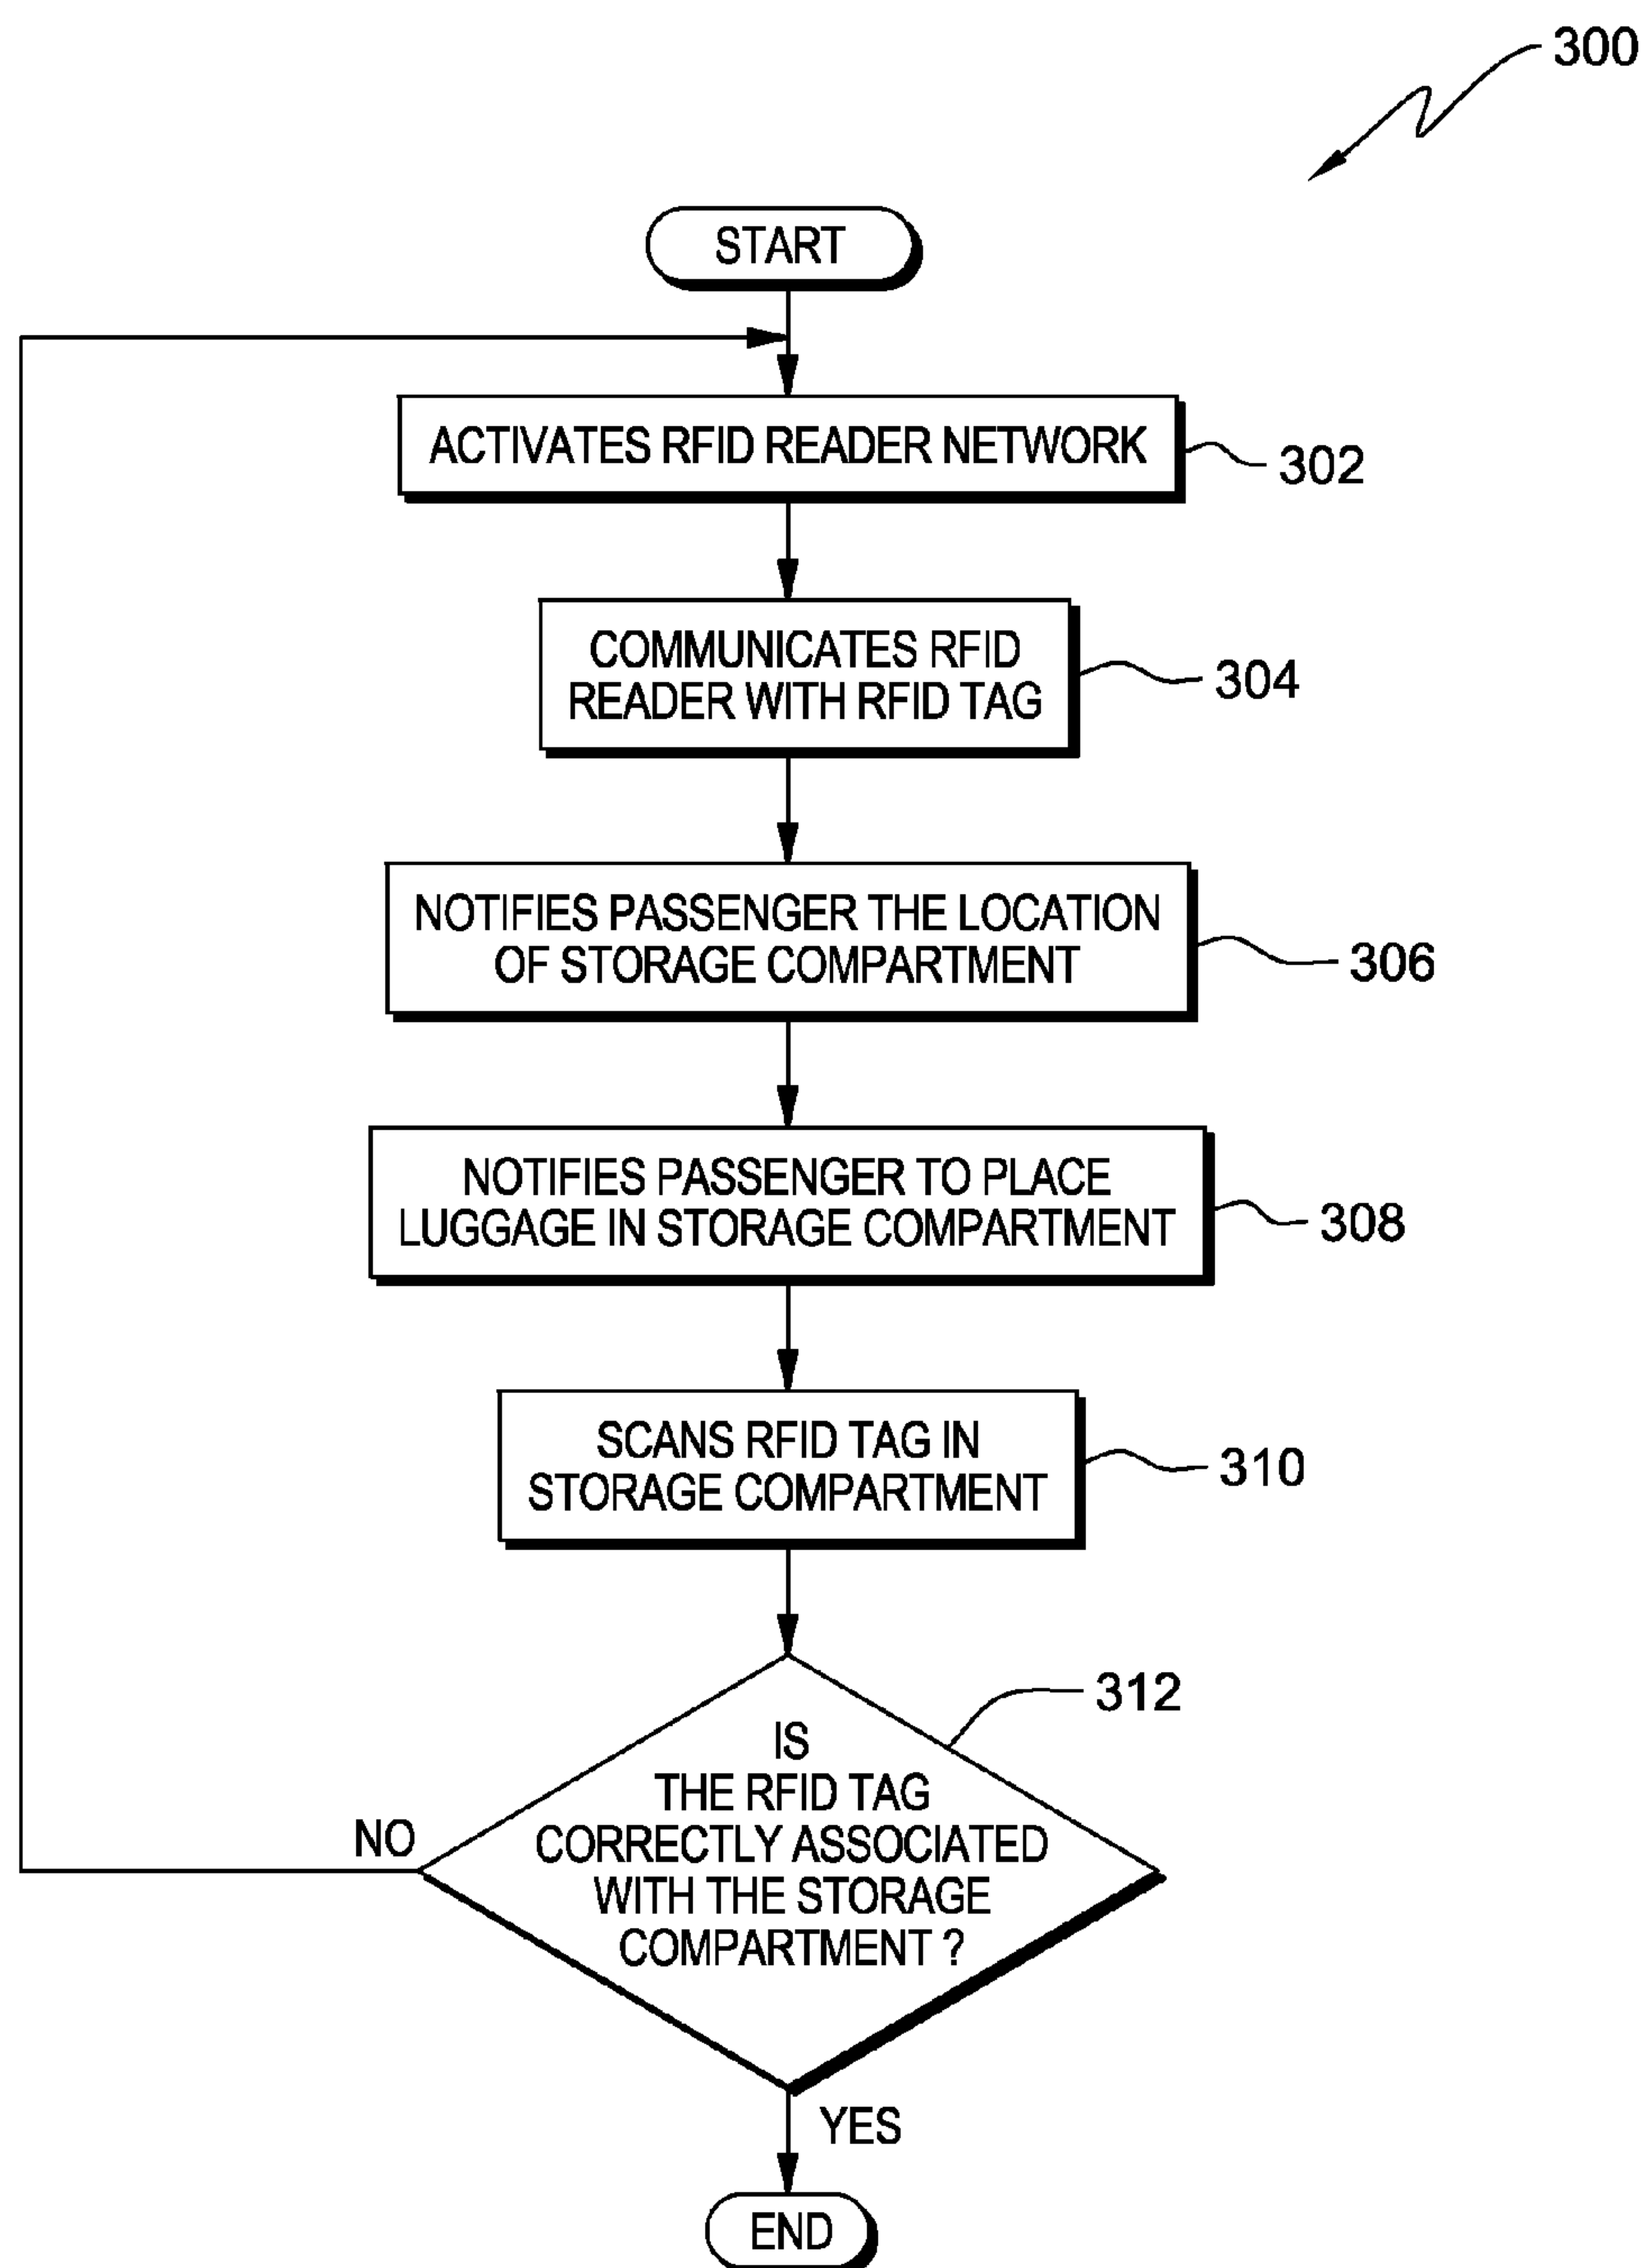 300
START
ACTIVATES RFID READER NETWORK
302
COMMUNICATES RFID
READER WITH RFID TAG
304
NOTIFIES PASSENGER THE LOCATION
OF STORAGE COMPARTMENT
306
NOTIFIES PASSENGER TO PLACE
LUGGAGE IN STORAGE COMPARTMENT
308
SCANS RFID TAG IN
STORAGE COMPARTMENT
310
312
IS
THE RFID TAG
CORRECTLY ASSOCIATED
WITH THE STORAGE
COMPARTMENT ?
NO
YES
END